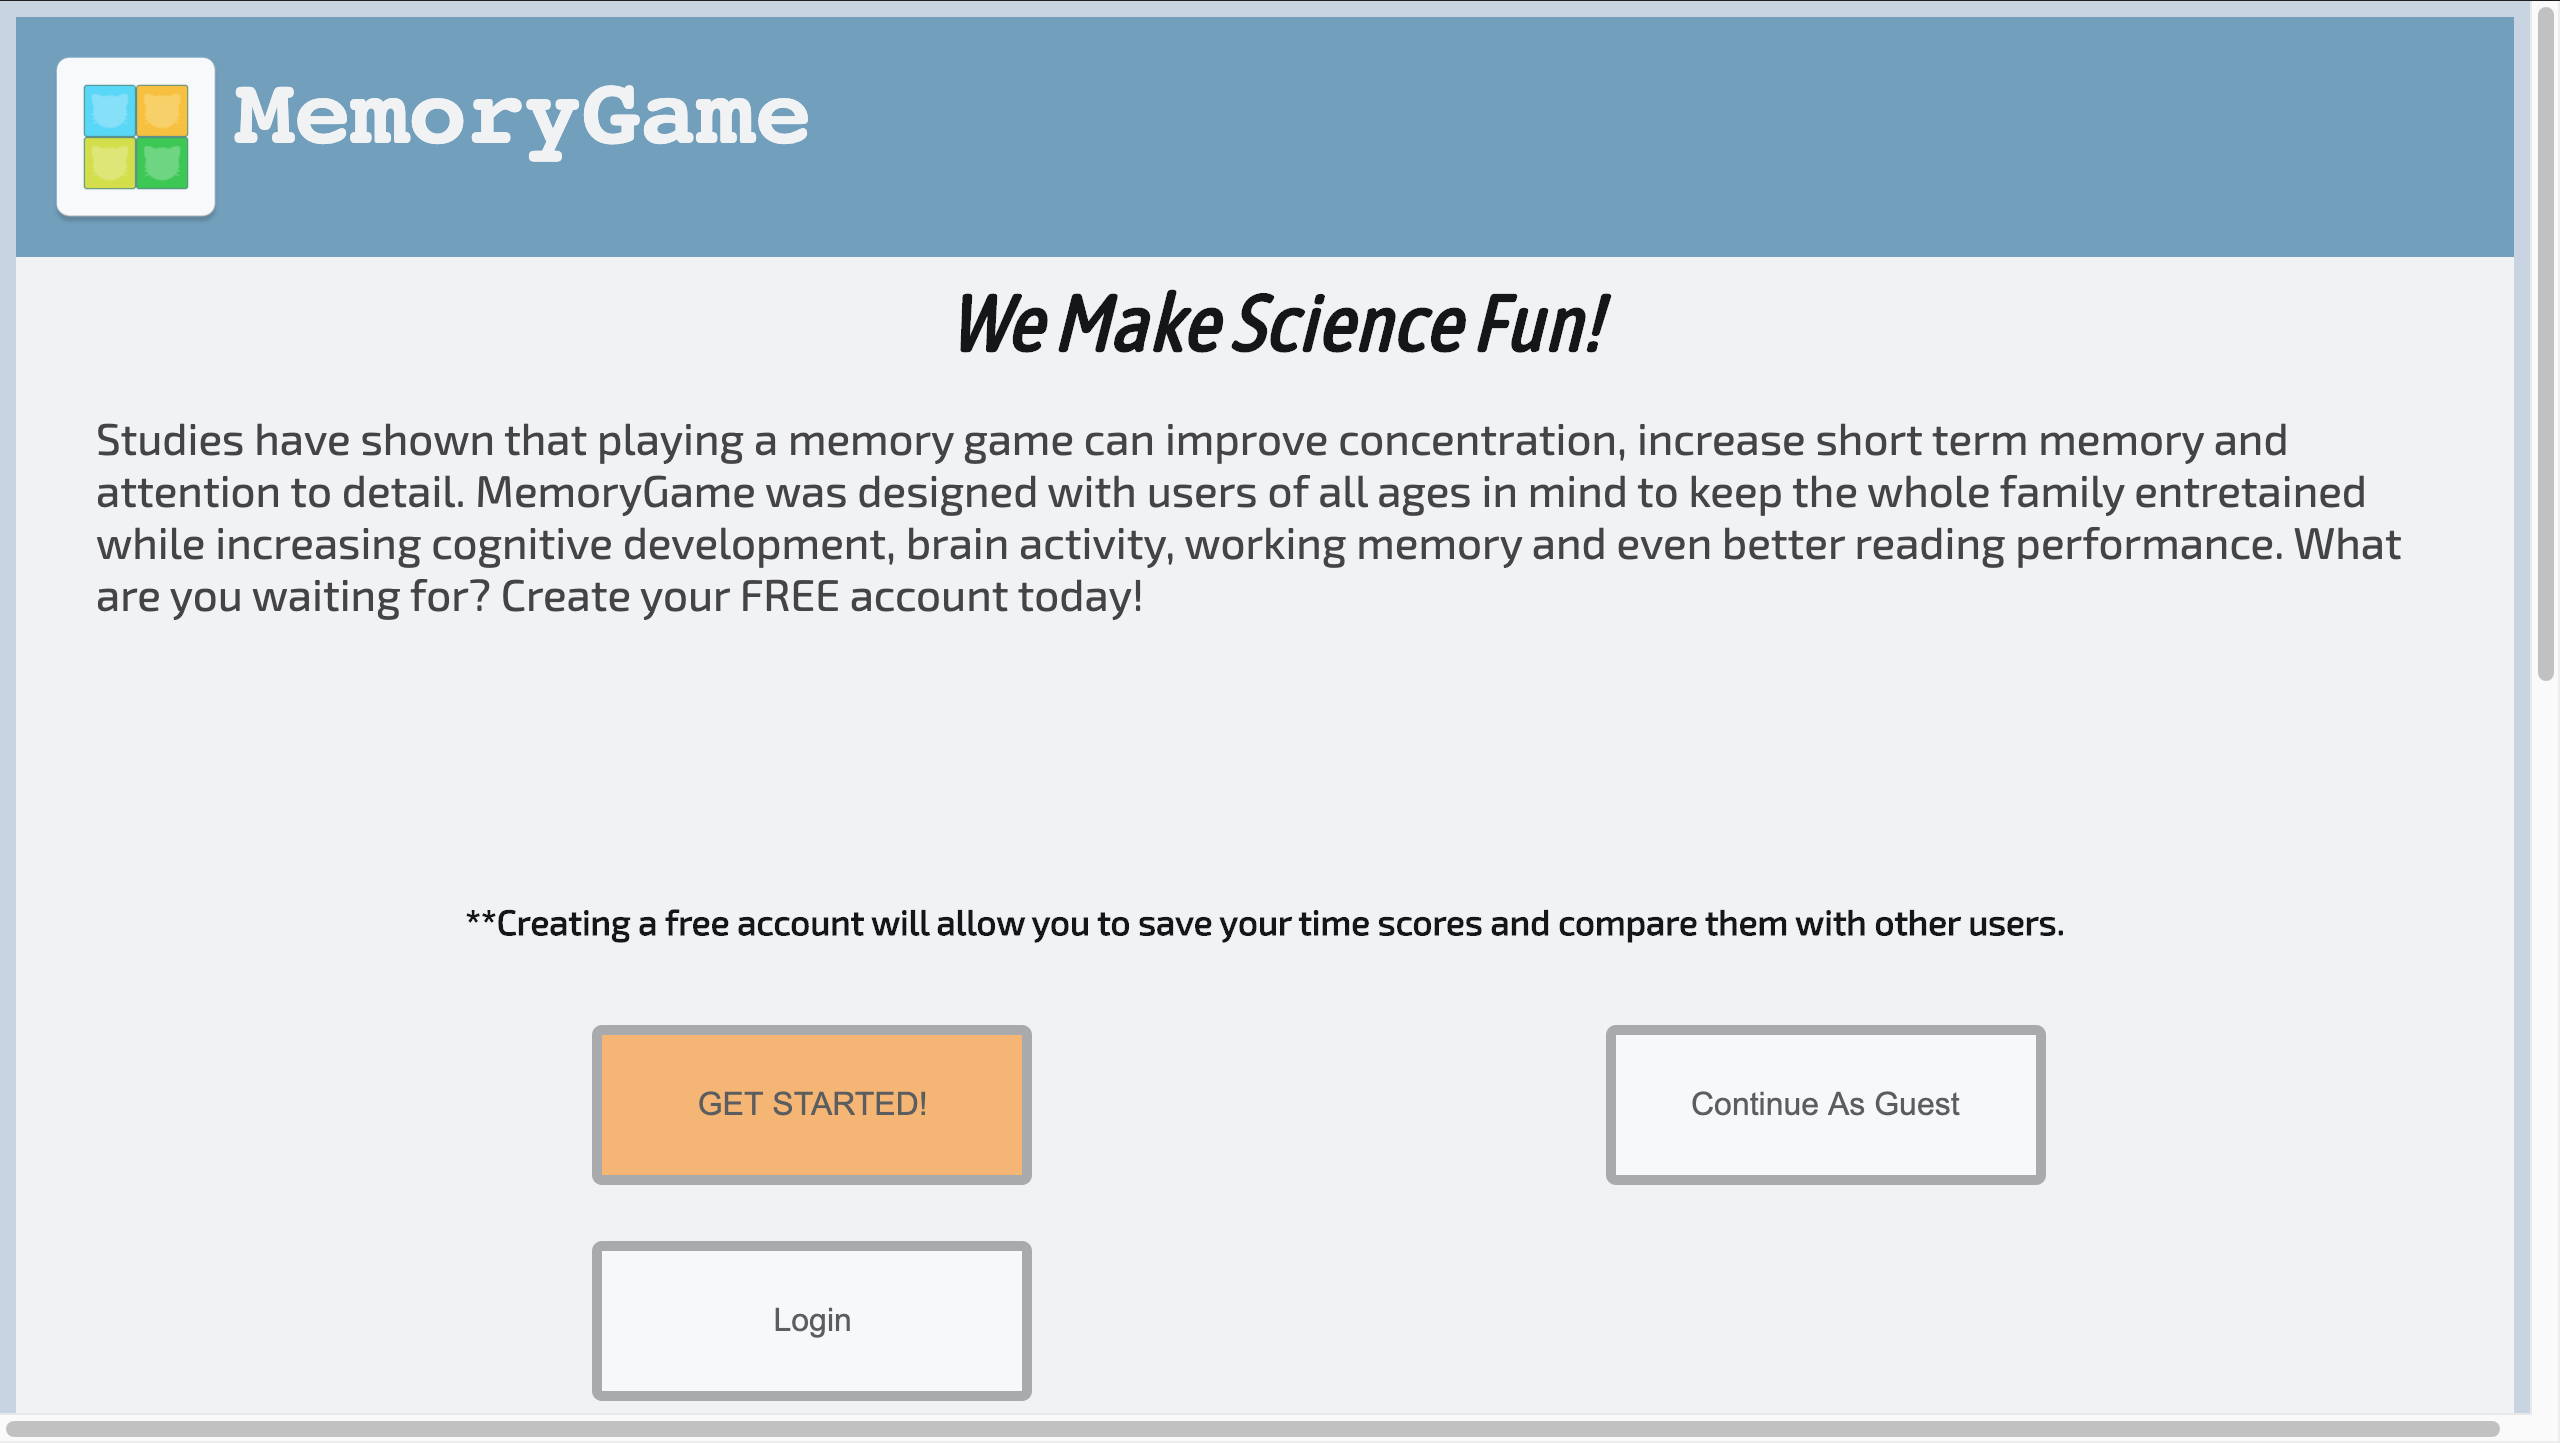 MemoryGame
We Make Science Fun!
Studies have shown that playing a memory game can improve concentration, increase short term memory and
attention to detail. MemoryGame was designed with users of all ages in mind to keep the whole family entretained
while increasing cognitive development, brain activity, working memory and even better reading performance. What
are you waiting for? Create your FREE account today!
**Creating a free account will allow you to save your time scores and compare them with other users.
GET STARTED!
Continue As Guest
Login